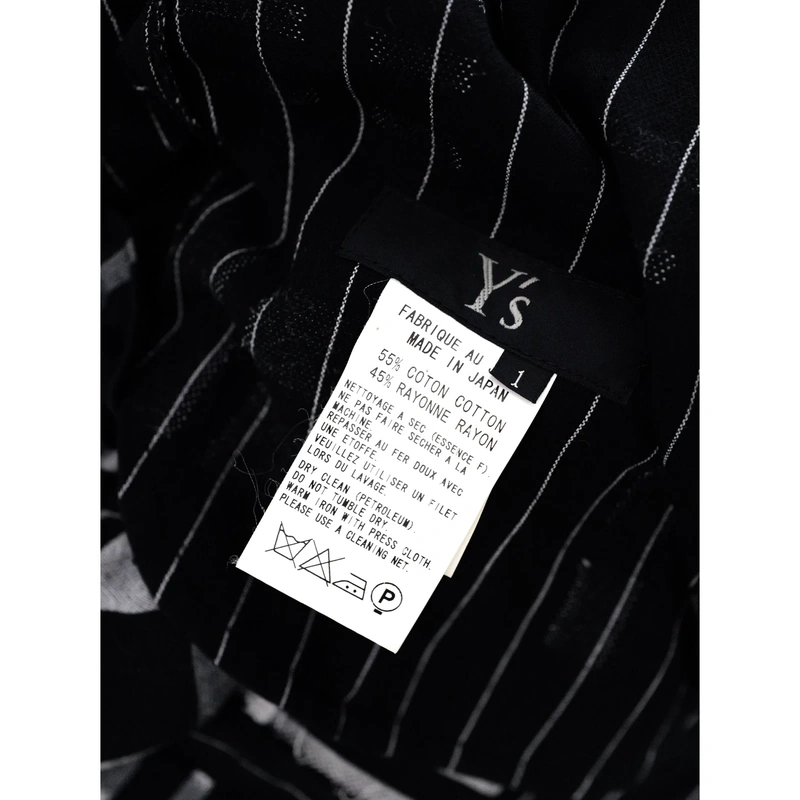 Y's
1
FABRIQUE AU
MADE IN JAPAN
55% COTON COTTON
45% RAYONNE RAYON
NETTOYAGE A SEC (ESSENCE F).
NE PAS FAIRE SECHER A LA
MACHINE.
REPASSER AU FER DOUX AVEC
UNE ETOFFE.
VEUILLEZ UTILISER UN FILET
LORS DU LAVAGE.
DRY CLEAN (PETROLEUM).
DO NOT TUMBLE DRY.
WARM IRON WITH PRESS CLOTH.
PLEASE USE A CLEANING NET.
P